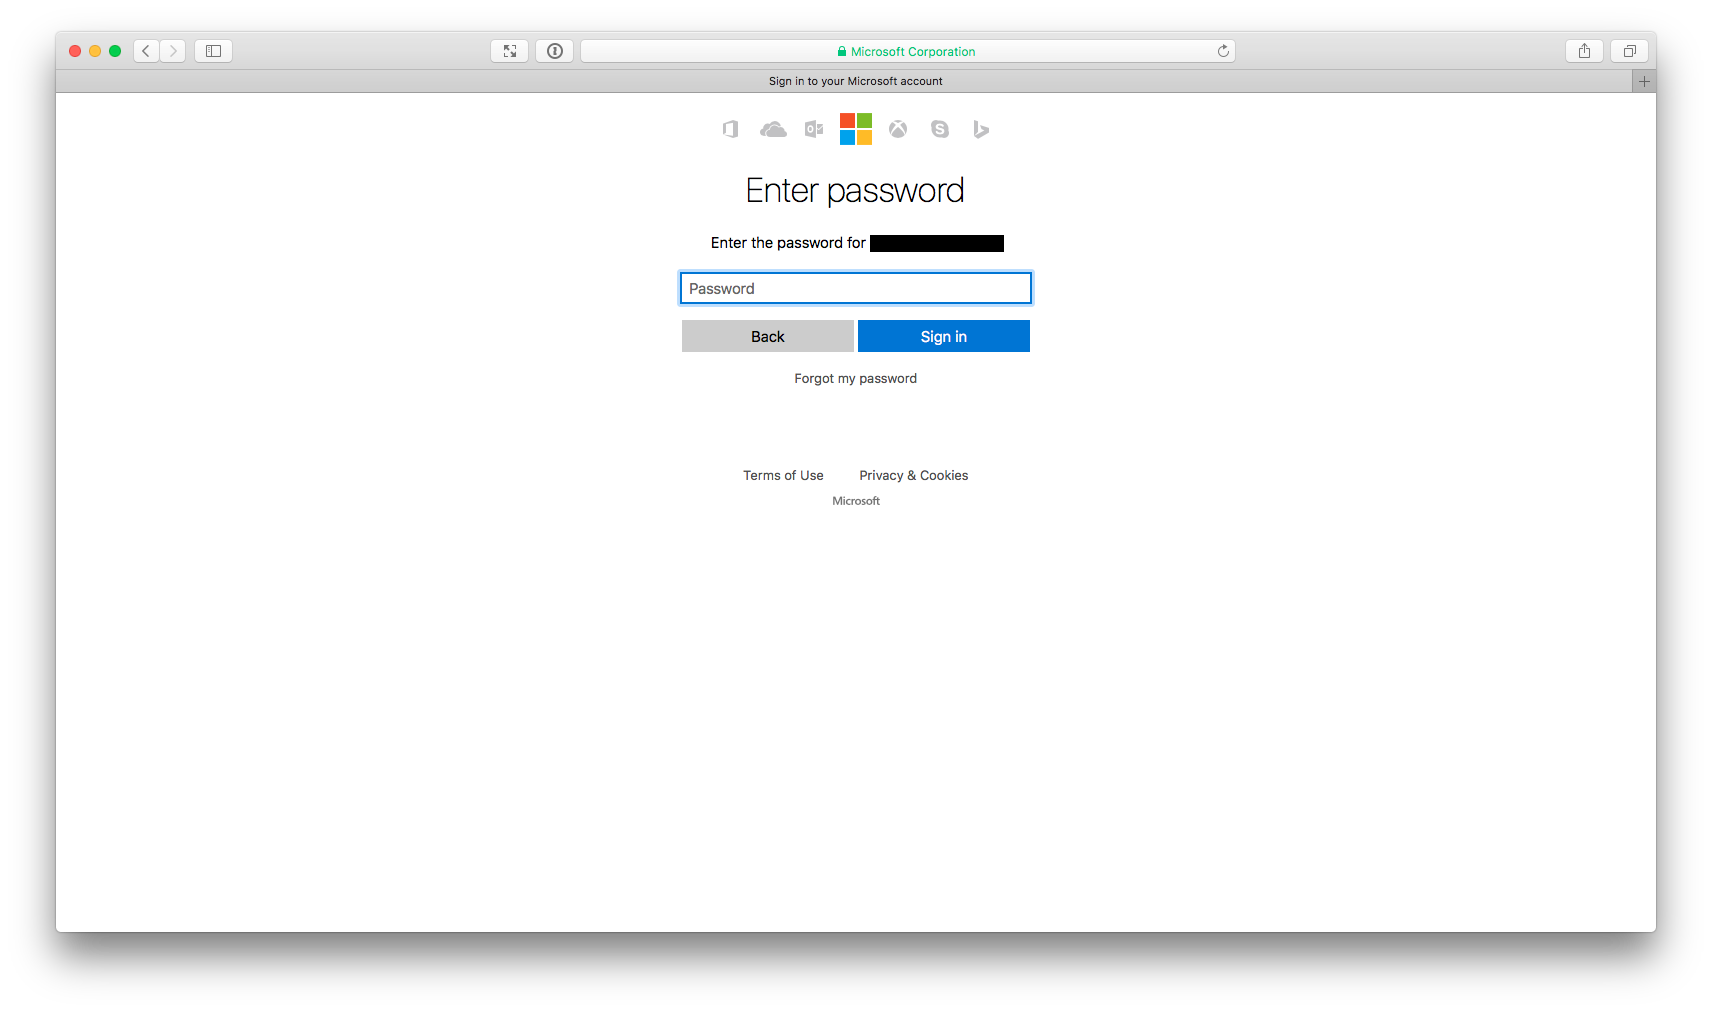 Microsoft Corporation
Sign in to your Microsoft account
Enter password
Enter the password for
Password
Back
Sign in
Forgot my password
Terms of Use
Privacy & Cookies
Microsoft